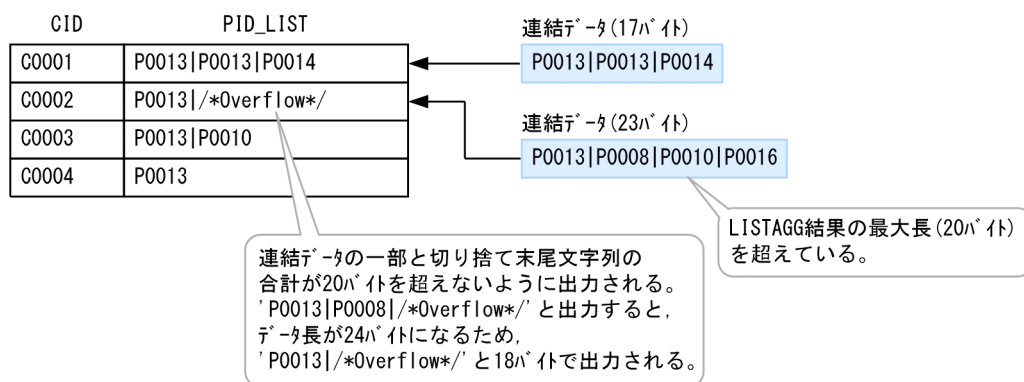 CID PID_LIST
C0001 P0013|P0013|P0014
C0002 P0013|/*Overflow*/
C0003 P0013|P0010
C0004 P0013
連結ﾃﾞｰﾀ(17ﾊﾞｲﾄ)
P0013|P0013|P0014
連結ﾃﾞｰﾀ(23ﾊﾞｲﾄ)
P0013|P0008|P0010|P0016
LISTAGG結果の最大長(20ﾊﾞｲﾄ)
を超えている。
連結ﾃﾞｰﾀの一部と切り捨て末尾文字列の
合計が20ﾊﾞｲﾄを超えないように出力される。
'P0013|P0008|/*Overflow*/'と出力すると,
ﾃﾞｰﾀ長が24ﾊﾞｲﾄになるため,
'P0013|/*Overflow*/'と18ﾊﾞｲﾄで出力される。